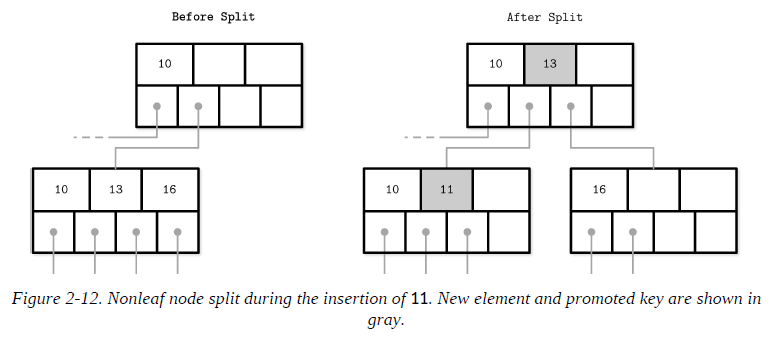 Before Split
After Split
10
10 13
10 13 16
10 11
16
Figure 2-12. Nonleaf node split during the insertion of 11. New element and promoted key are shown in
gray.